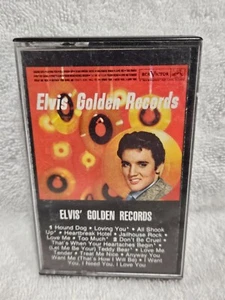 RCA VICTOR
Elvis' Golden Records
ELVIS' GOLDEN RECORDS
1 Hound Dog • Loving You* • All Shook
Up* • Heartbreak Hotel • Jailhouse Rock •
Love Me • Too Much* 2 Don't Be Cruel •
That's When Your Heartaches Begin* •
(Let Me Be Your) Teddy Bear* • Love Me
Tender • Treat Me Nice • Anyway You
Want Me (That's How I Will Be) • I Want
You, I Need You, I Love You